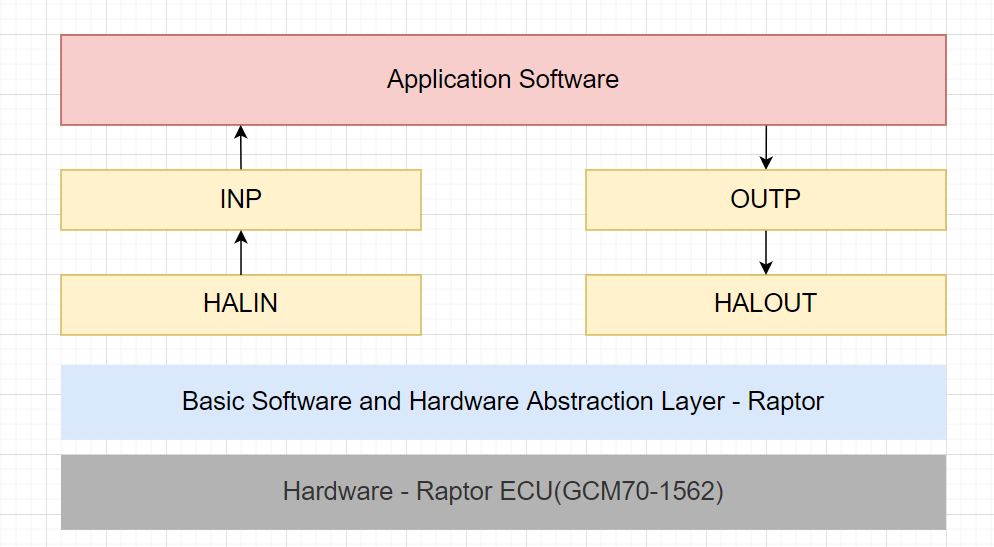 Application Software
INP
OUTP
HALIN
HALOUT
Basic Software and Hardware Abstraction Layer - Raptor
Hardware - Raptor ECU(GCM70-1562)